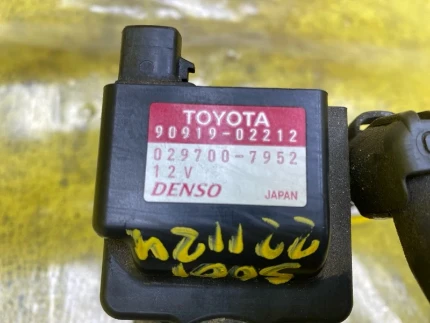 TOYOTA
90919-02212
029700-7952
12V
DENSO JAPAN